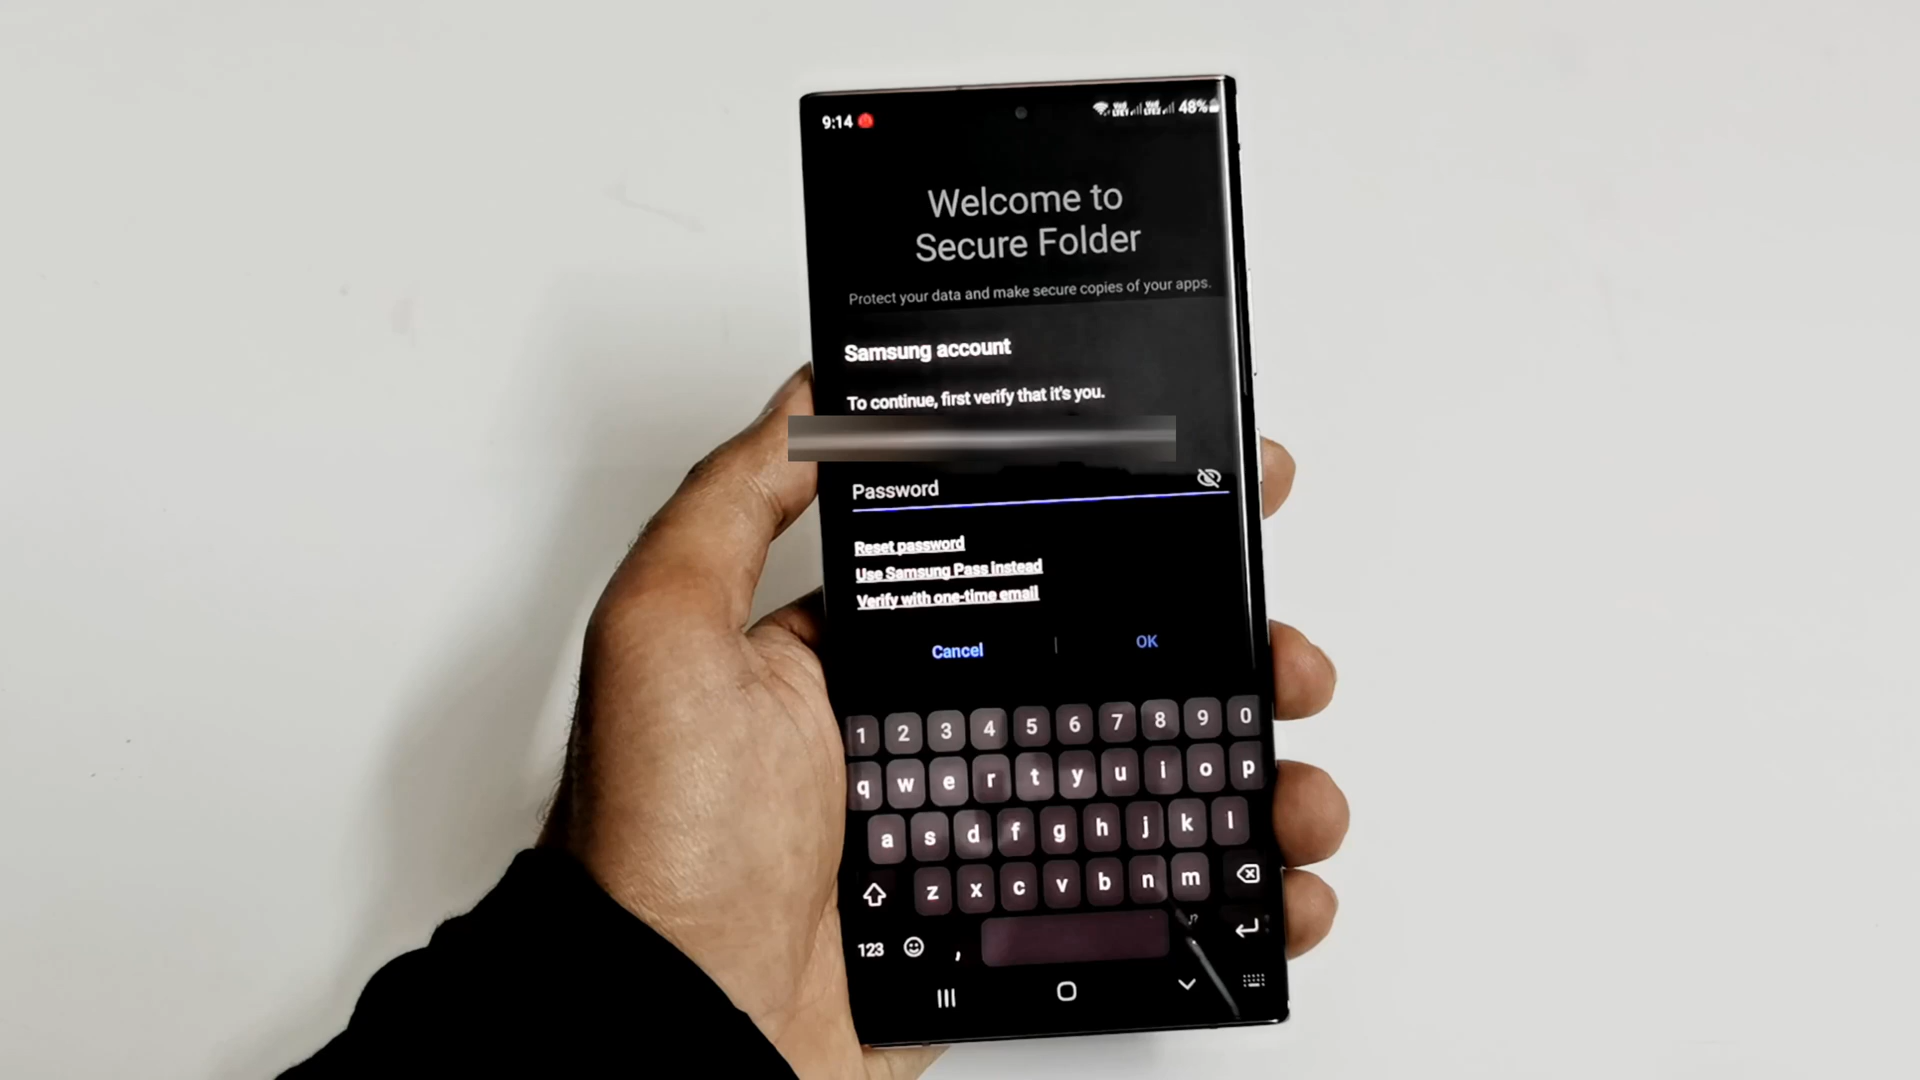 9:14 48%
Welcome to
Secure Folder
Protect your data and make secure copies of your apps.
Samsung account
To continue, first verify that it's you.
Password
Reset password
Use Samsung Pass instead
Verify with one-time email
Cancel | OK
1 2 3 4 5 6 7 8 9 0
q w e r t y u i o p
a s d f g h j k l
z x c v b n m
123 ,